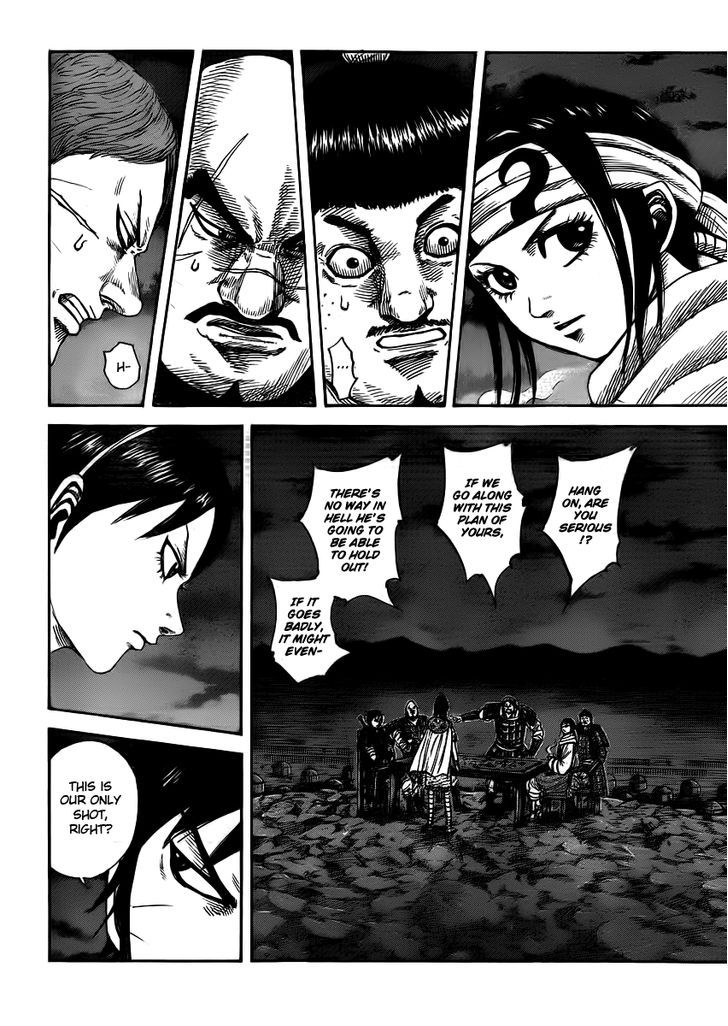 ...
H-
HANG
ON, ARE
YOU
SERIOUS
!?
IF WE
GO ALONG
WITH THIS
PLAN OF
YOURS,
THERE'S
NO WAY IN
HELL HE'S
GOING TO
BE ABLE
TO HOLD
OUT!
IF IT
GOES
BADLY,
IT MIGHT
EVEN-
THIS IS
OUR ONLY
SHOT,
RIGHT?